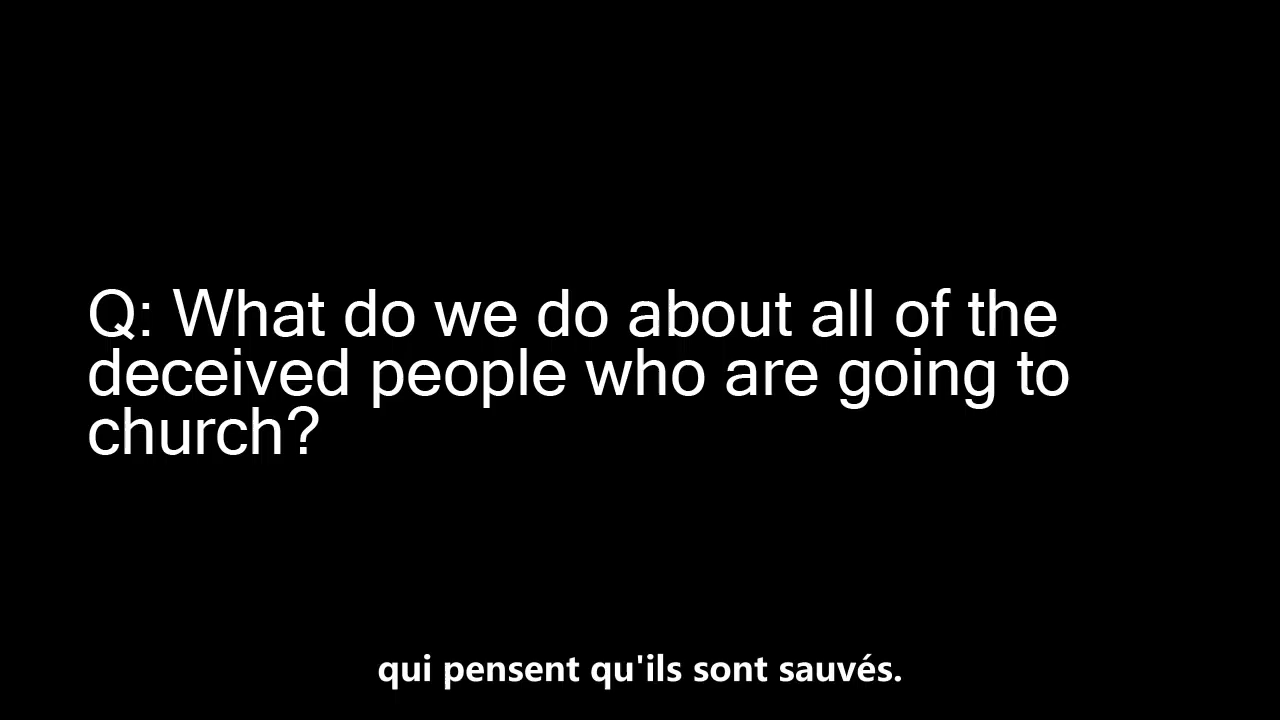 Q: What do we do about all of the
deceived people who are going to
church?
qui pensent qu'ils sont sauvés.